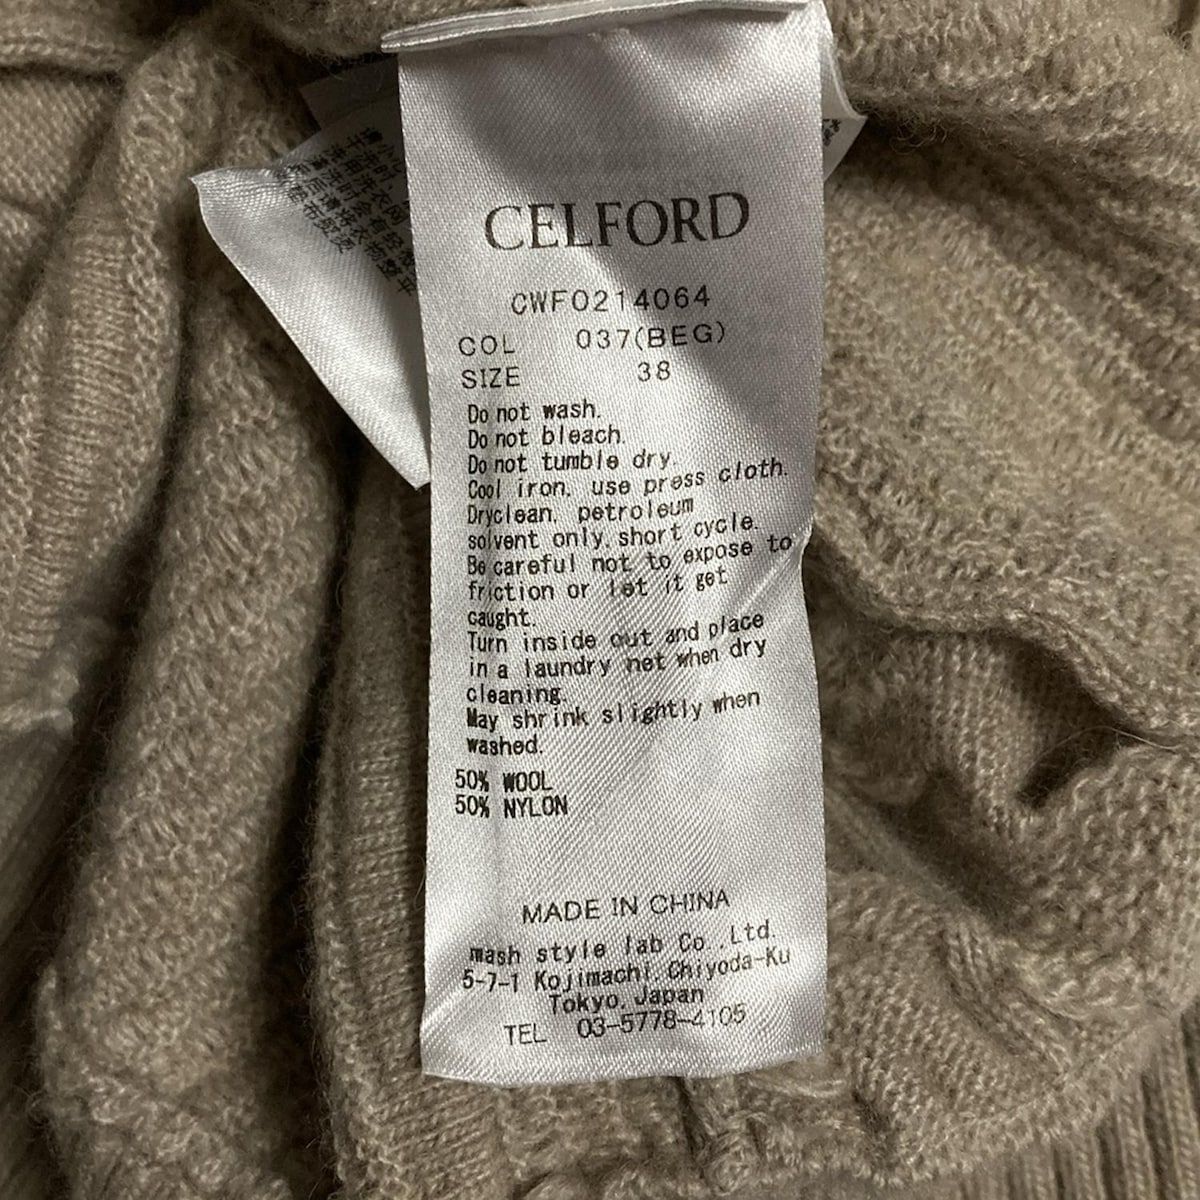 CELFORD
CWF0214064
COL 037(BEG)
SIZE 38
Do not wash.
Do not bleach.
Do not tumble dry.
Cool iron, use press cloth.
Dryclean, petroleum
solvent only, short cycle.
Be careful not to expose to
friction or let it get
caught.
Turn inside out and place
in a laundry net when dry
cleaning.
May shrink slightly when
washed.
50% WOOL
50% NYLON
MADE IN CHINA
mash style lab Co.,Ltd.
5-7-1 Kojimachi, Chiyoda-Ku
Tokyo, Japan
TEL 03-5778-4105